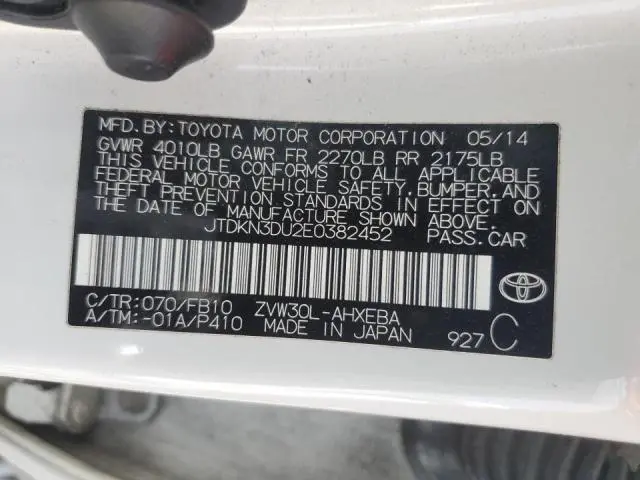 MFD. BY: TOYOTA MOTOR CORPORATION 05/14
GVWR 4010LB GAWR FR 2270LB RR 2175LB
THIS VEHICLE CONFORMS TO ALL APPLICABLE
FEDERAL MOTOR VEHICLE SAFETY, BUMPER, AND
THEFT PREVENTION STANDARDS IN EFFECT ON
THE DATE OF MANUFACTURE SHOWN ABOVE.
JTDKN3DU2E0382452 PASS. CAR
C/TR: 070/FB10 ZVW30L-AHXEBA
A/TM: -01A/P410 MADE IN JAPAN
927 C